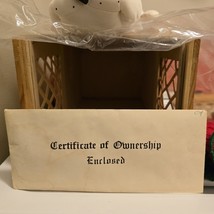 Certificate of Ownership
Enclosed